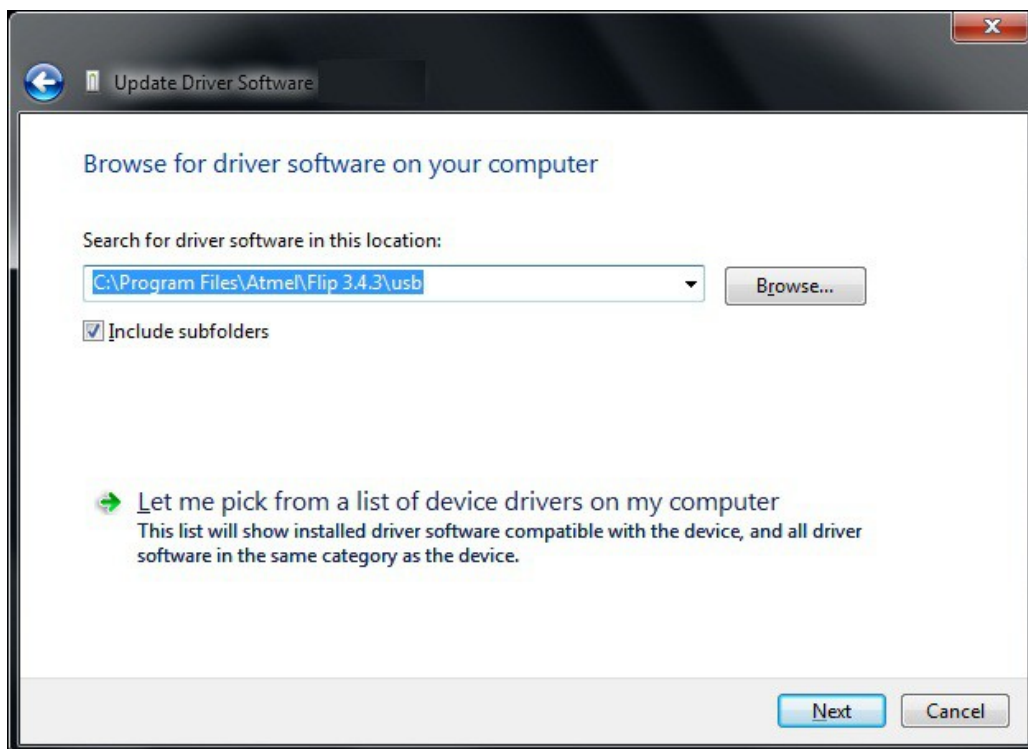 Update Driver Software
Browse for driver software on your computer
Search for driver software in this location:
C:\Program Files\Atmel\Flip 3.4.3\usb
Browse...
Include subfolders
Let me pick from a list of device drivers on my computer
This list will show installed driver software compatible with the device, and all driver
software in the same category as the device.
Next
Cancel